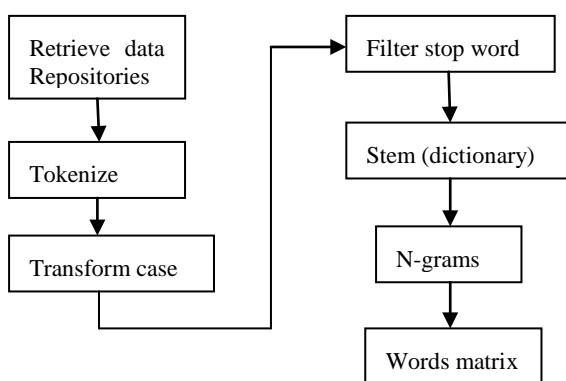 Retrieve data
Repositories
Tokenize
Transform case
Filter stop word
Stem (dictionary)
N-grams
Words matrix